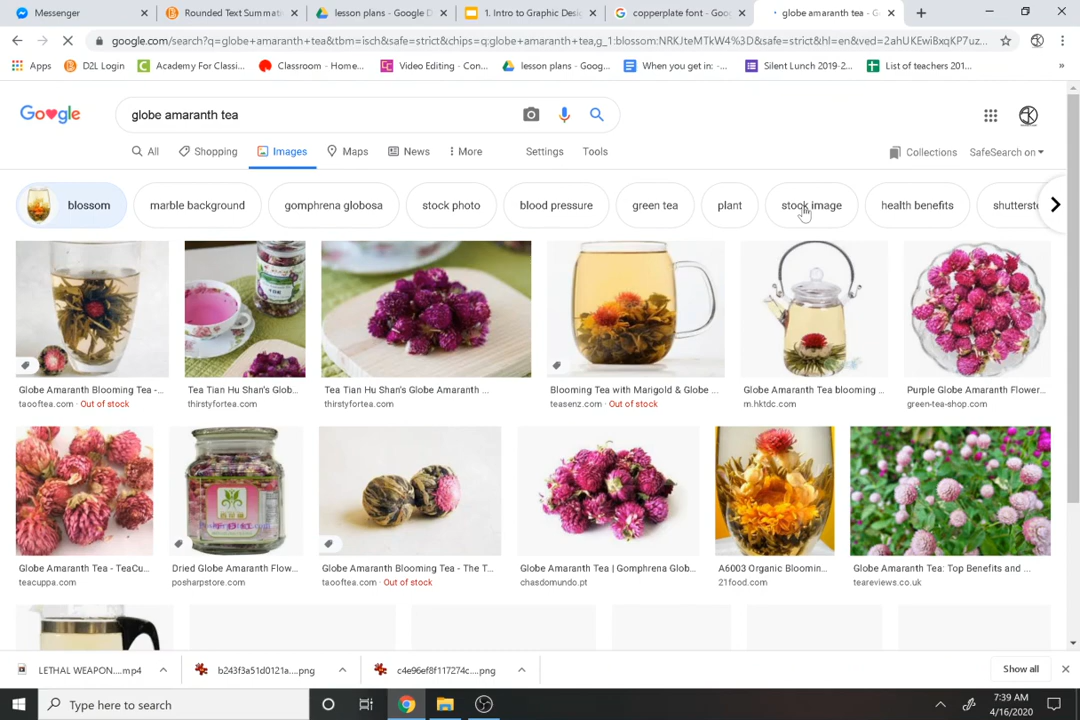 Messenger
Rounded Text Summati
lesson plans - Google D
1. Intro to Graphic Desi
copperplate font - Goo
globe amaranth tea - G
google.com/search?q=globe+amaranth+tea&tbm=isch&safe=strict&chips=q:globe+amaranth+tea,g_1:blossom:NRKJteMTkW4%3D&safe=strict&hl=en&ved=2ahUKEwiBxqKP7uz...
Apps
D2L Login
Academy For Classi...
Classroom - Home...
Video Editing - Con...
lesson plans - Goog...
When you get in: -...
Silent Lunch 2019-2...
List of teachers 201...
Google
globe amaranth tea
All
Shopping
Images
Maps
News
More
Settings
Tools
Collections
SafeSearch on
blossom
marble background
gomphrena globosa
stock photo
blood pressure
green tea
plant
stock image
health benefits
shutterst
Globe Amaranth Blooming Tea -...
taooftea.com · Out of stock
Tea Tian Hu Shan's Glob...
thirstyfortea.com
Tea Tian Hu Shan's Globe Amaranth ...
thirstyfortea.com
Blooming Tea with Marigold & Globe ...
teasenz.com · Out of stock
Globe Amaranth Tea blooming ...
m.hktdc.com
Purple Globe Amaranth Flower...
green-tea-shop.com
Globe Amaranth Tea - TeaCu...
teacuppa.com
Dried Globe Amaranth Flow...
posharpstore.com
Globe Amaranth Blooming Tea - The T...
taooftea.com · Out of stock
Globe Amaranth Tea | Gomphrena Glob...
chasdomundo.pt
A6003 Organic Bloomin...
21food.com
Globe Amaranth Tea: Top Benefits and ...
teareviews.co.uk
LETHAL WEAPON....mp4
b243f3a51d0121a....png
c4e96ef8f117274c....png
Show all
Type here to search
7:39 AM
4/16/2020